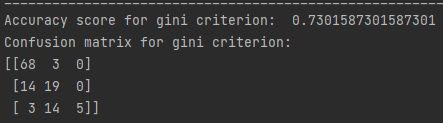 --------------------------------------------------------
Accuracy score for gini criterion:  0.7301587301587301
Confusion matrix for gini criterion:
[[68  3  0]
 [14 19  0]
 [ 3 14  5]]